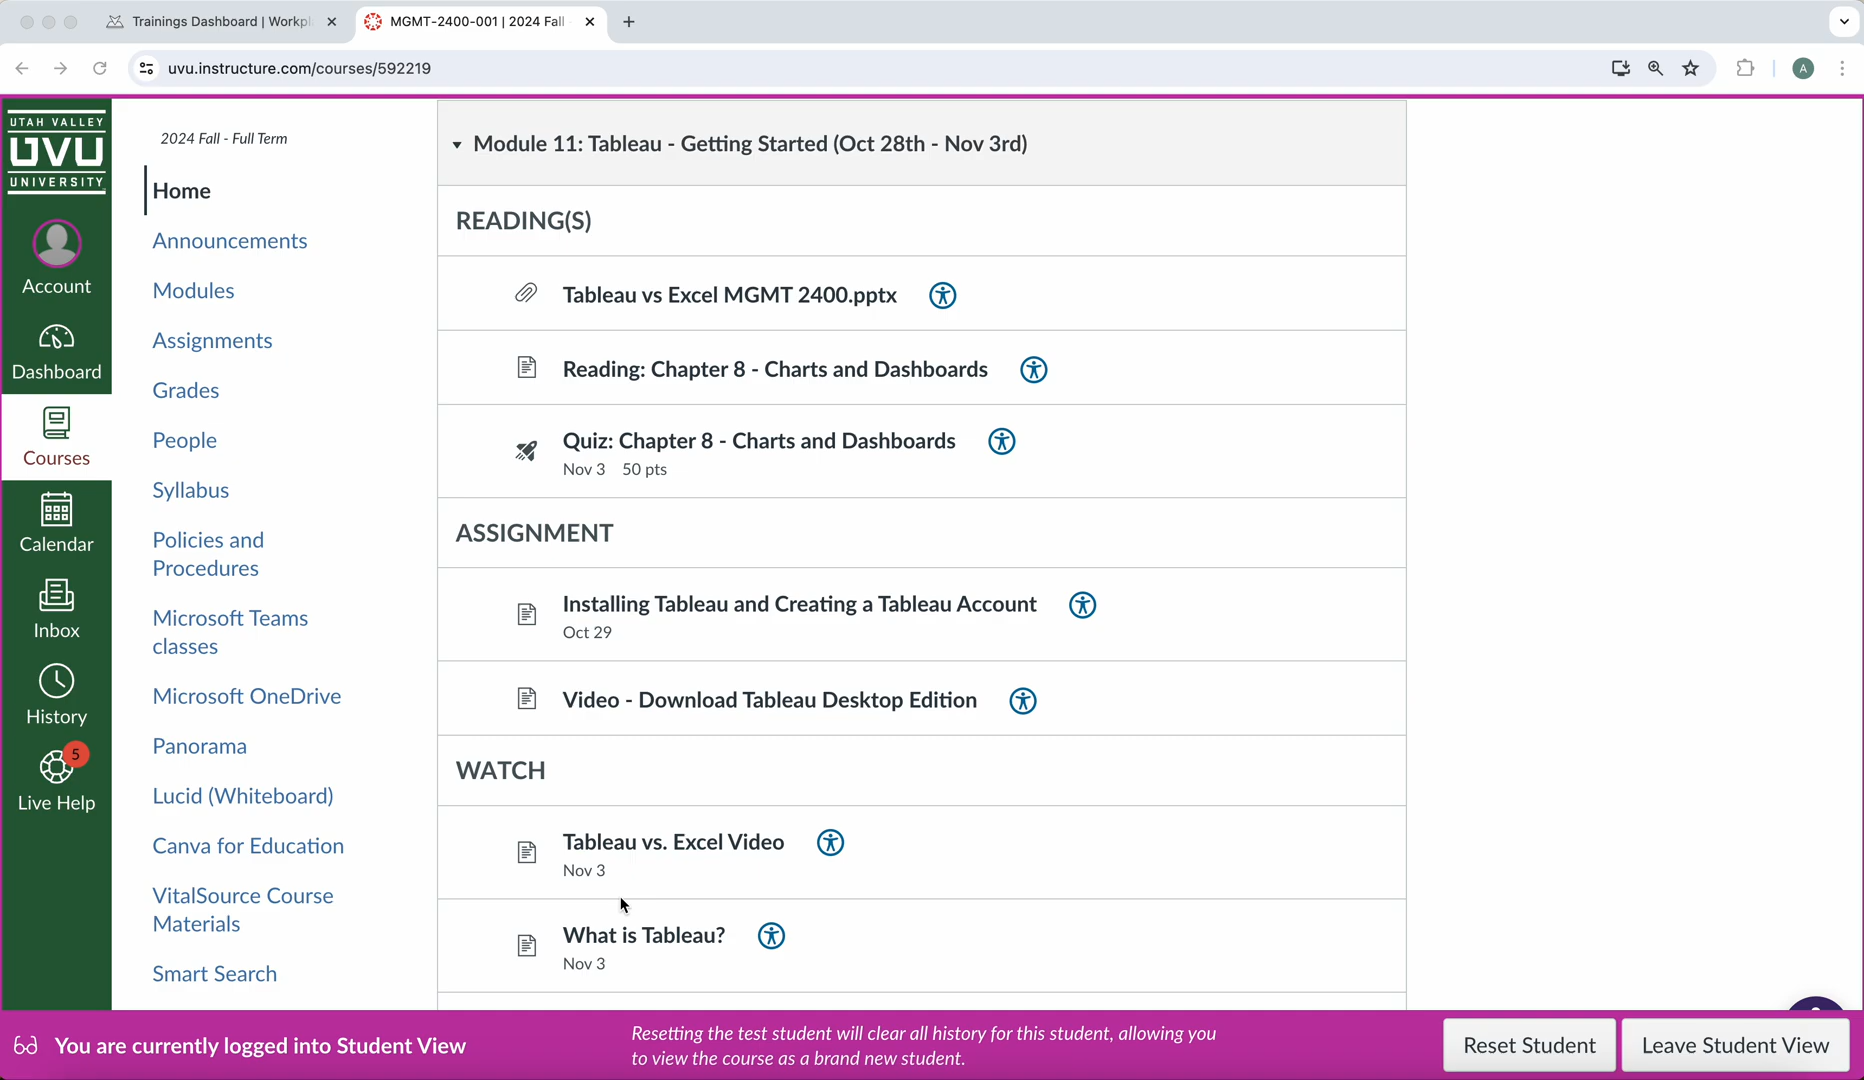 Trainings Dashboard | Workpl
MGMT-2400-001 | 2024 Fall
uvu.instructure.com/courses/592219
A
UTAH VALLEY
UVU
UNIVERSITY
Account
Dashboard
Courses
Calendar
Inbox
History
5
Live Help
2024 Fall - Full Term
Home
Announcements
Modules
Assignments
Grades
People
Syllabus
Policies and
Procedures
Microsoft Teams
classes
Microsoft OneDrive
Panorama
Lucid (Whiteboard)
Canva for Education
VitalSource Course
Materials
Smart Search
Module 11: Tableau - Getting Started (Oct 28th - Nov 3rd)
READING(S)
Tableau vs Excel MGMT 2400.pptx
Reading: Chapter 8 - Charts and Dashboards
Quiz: Chapter 8 - Charts and Dashboards
Nov 3 50 pts
ASSIGNMENT
Installing Tableau and Creating a Tableau Account
Oct 29
Video - Download Tableau Desktop Edition
WATCH
Tableau vs. Excel Video
Nov 3
What is Tableau?
Nov 3
You are currently logged into Student View
Resetting the test student will clear all history for this student, allowing you
to view the course as a brand new student.
Reset Student
Leave Student View